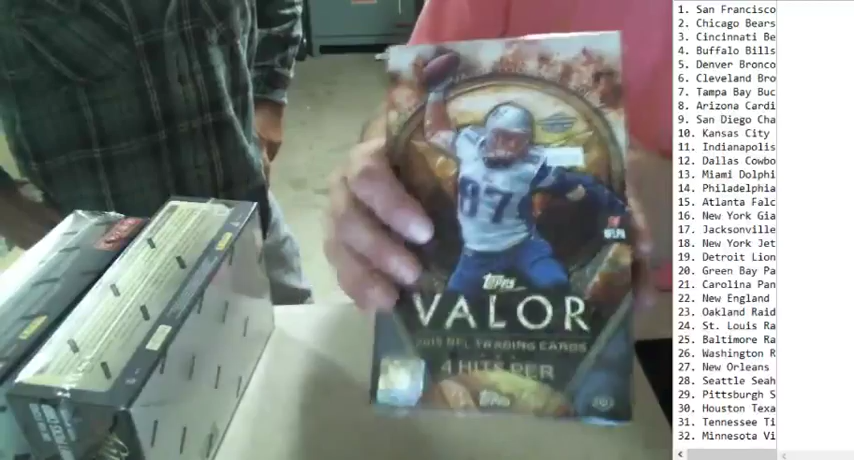 87
NFLPA
Topps
VALOR
2015 NFL TRADING CARDS
4 HITS PER
Topps
1. San Francisco
2. Chicago Bears
3. Cincinnati Be
4. Buffalo Bills
5. Denver Bronco
6. Cleveland Bro
7. Tampa Bay Buc
8. Arizona Cardi
9. San Diego Cha
10. Kansas City
11. Indianapolis
12. Dallas Cowbo
13. Miami Dolphi
14. Philadelphia
15. Atlanta Falc
16. New York Gia
17. Jacksonville
18. New York Jet
19. Detroit Lion
20. Green Bay Pa
21. Carolina Pan
22. New England
23. Oakland Raid
24. St. Louis Ra
25. Baltimore Ra
26. Washington R
27. New Orleans
28. Seattle Seah
29. Pittsburgh S
30. Houston Texa
31. Tennessee Ti
32. Minnesota Vi